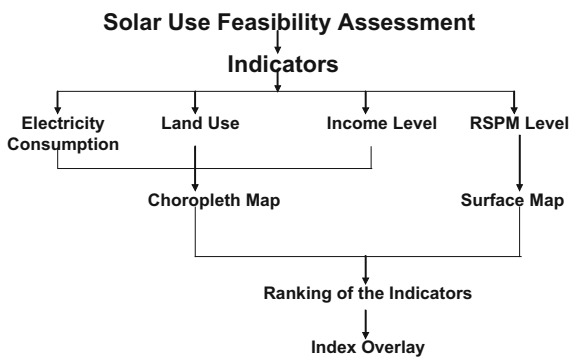 Solar Use Feasibility Assessment
Indicators
Electricity Consumption
Land Use
Income Level
RSPM Level
Choropleth Map
Surface Map
Ranking of the Indicators
Index Overlay